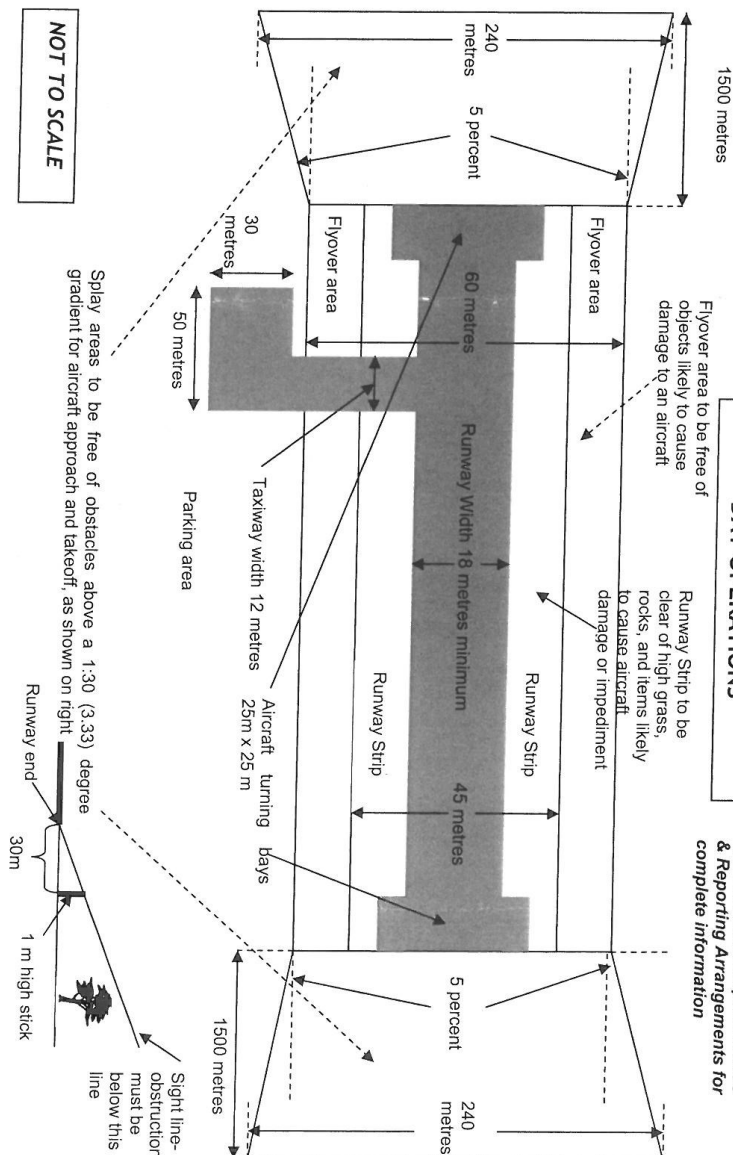 DAY OPERATIONS
& Reporting Arrangements for
complete information
1500 metres
240
metres
5 percent
Flyover area to be free of
objects likely to cause
damage to an aircraft
Runway Strip to be
clear of high grass,
rocks, and items likely
to cause aircraft
damage or impediment
Flyover area
Runway Strip
60 metres
Runway Width 18 metres minimum
45 metres
Flyover area
Runway Strip
30
metres
50 metres
Taxiway width 12 metres
Aircraft turning bays
25m x 25 m
Parking area
5 percent
240
metres
1500 metres
Splay areas to be free of obstacles above a 1:30 (3.33) degree
gradient for aircraft approach and takeoff, as shown on right
Runway end
30m
1 m high stick
Sight line-
obstruction
must be
below this
line
NOT TO SCALE